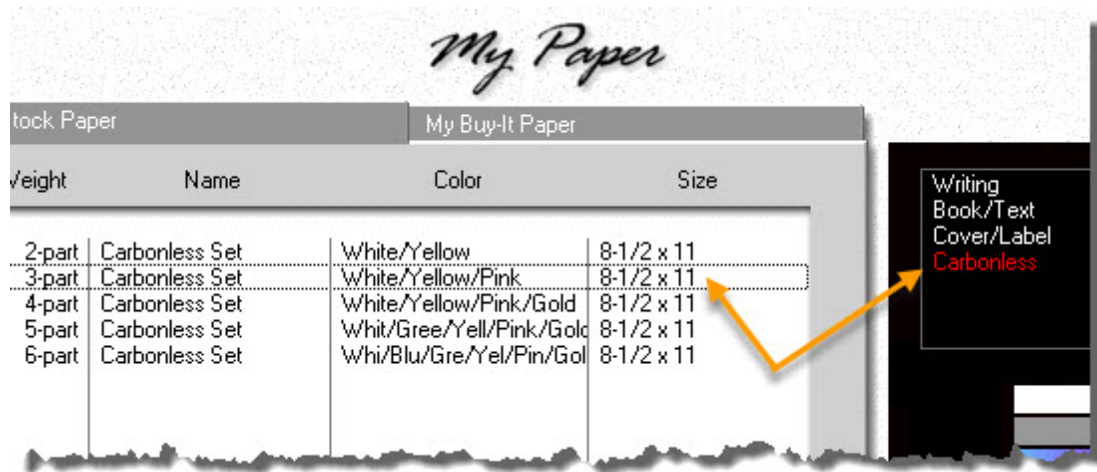 My Paper
tock Paper My Buy-It Paper
Veight Name Color Size
2-part Carbonless Set White/Yellow 8-1/2 x 11
3-part Carbonless Set White/Yellow/Pink 8-1/2 x 11
4-part Carbonless Set White/Yellow/Pink/Gold 8-1/2 x 11
5-part Carbonless Set Whit/Gree/Yell/Pink/Gold 8-1/2 x 11
6-part Carbonless Set Whi/Blu/Gre/Yel/Pin/Gol 8-1/2 x 11
Writing
Book/Text
Cover/Label
Carbonless